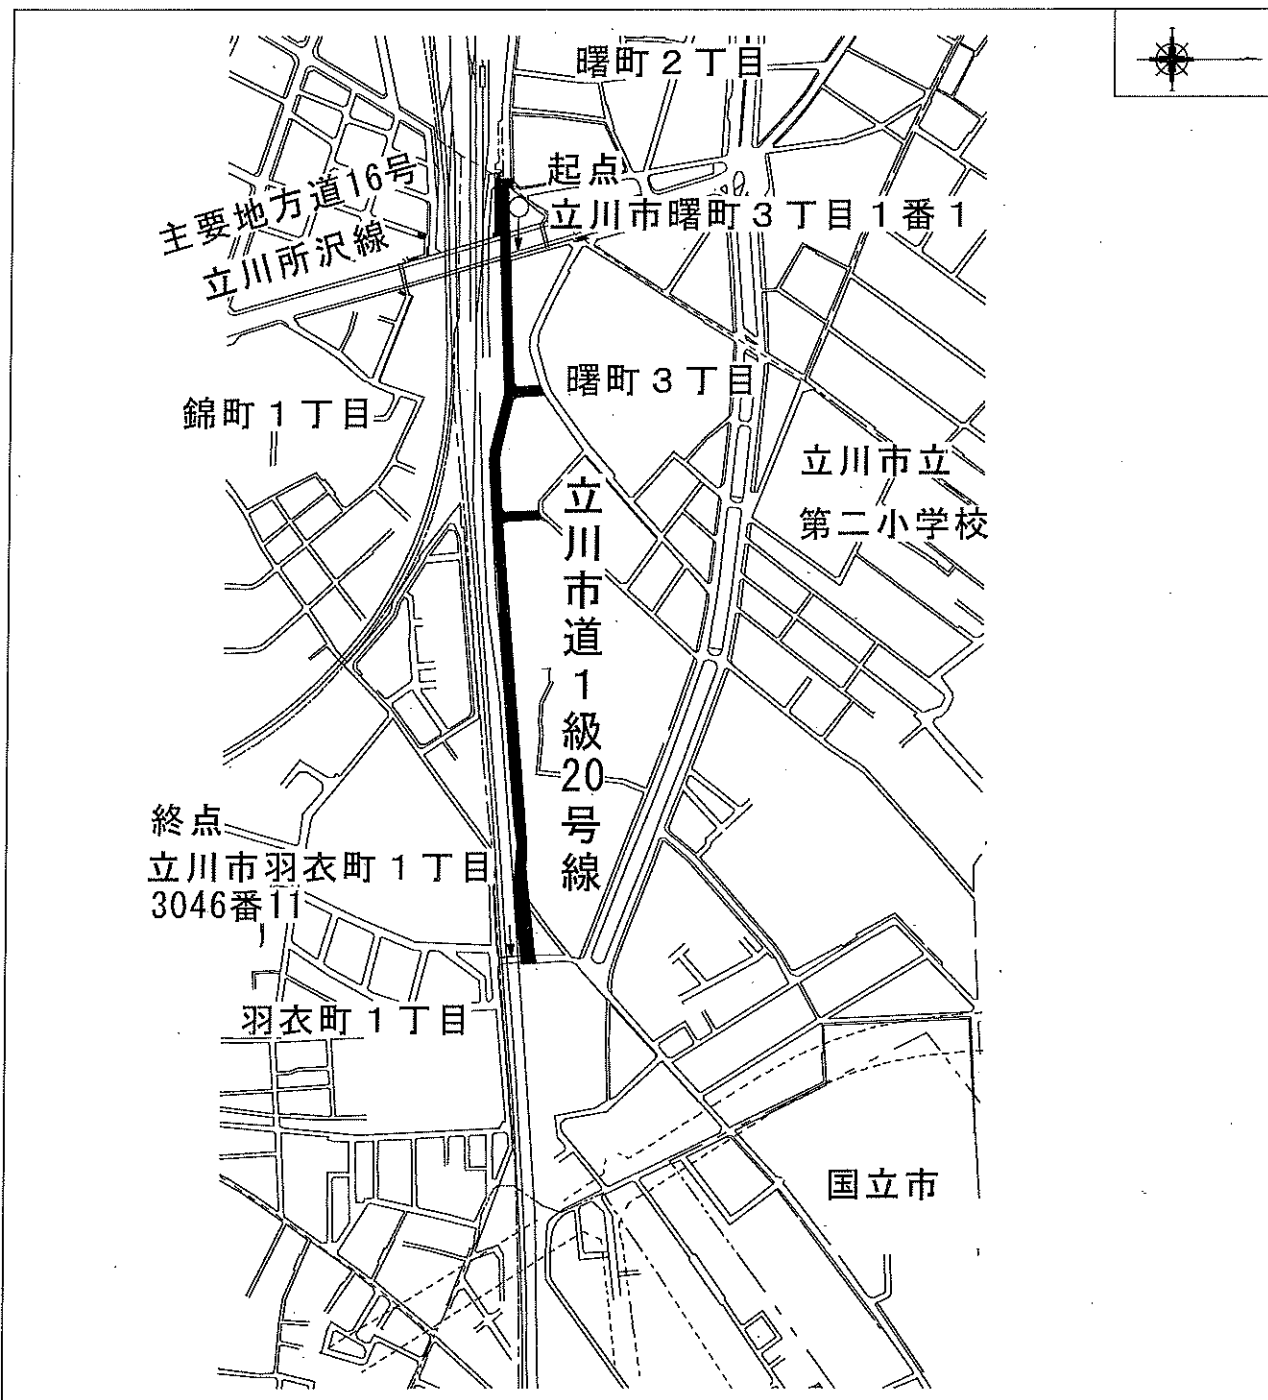 曙町２丁目
起点
立川市曙町３丁目１番１
主要地方道16号
立川所沢線
曙町３丁目
錦町１丁目
立川市立
第二小学校
立川市道１級20号線
終点
立川市羽衣町１丁目
3046番11
羽衣町１丁目
国立市